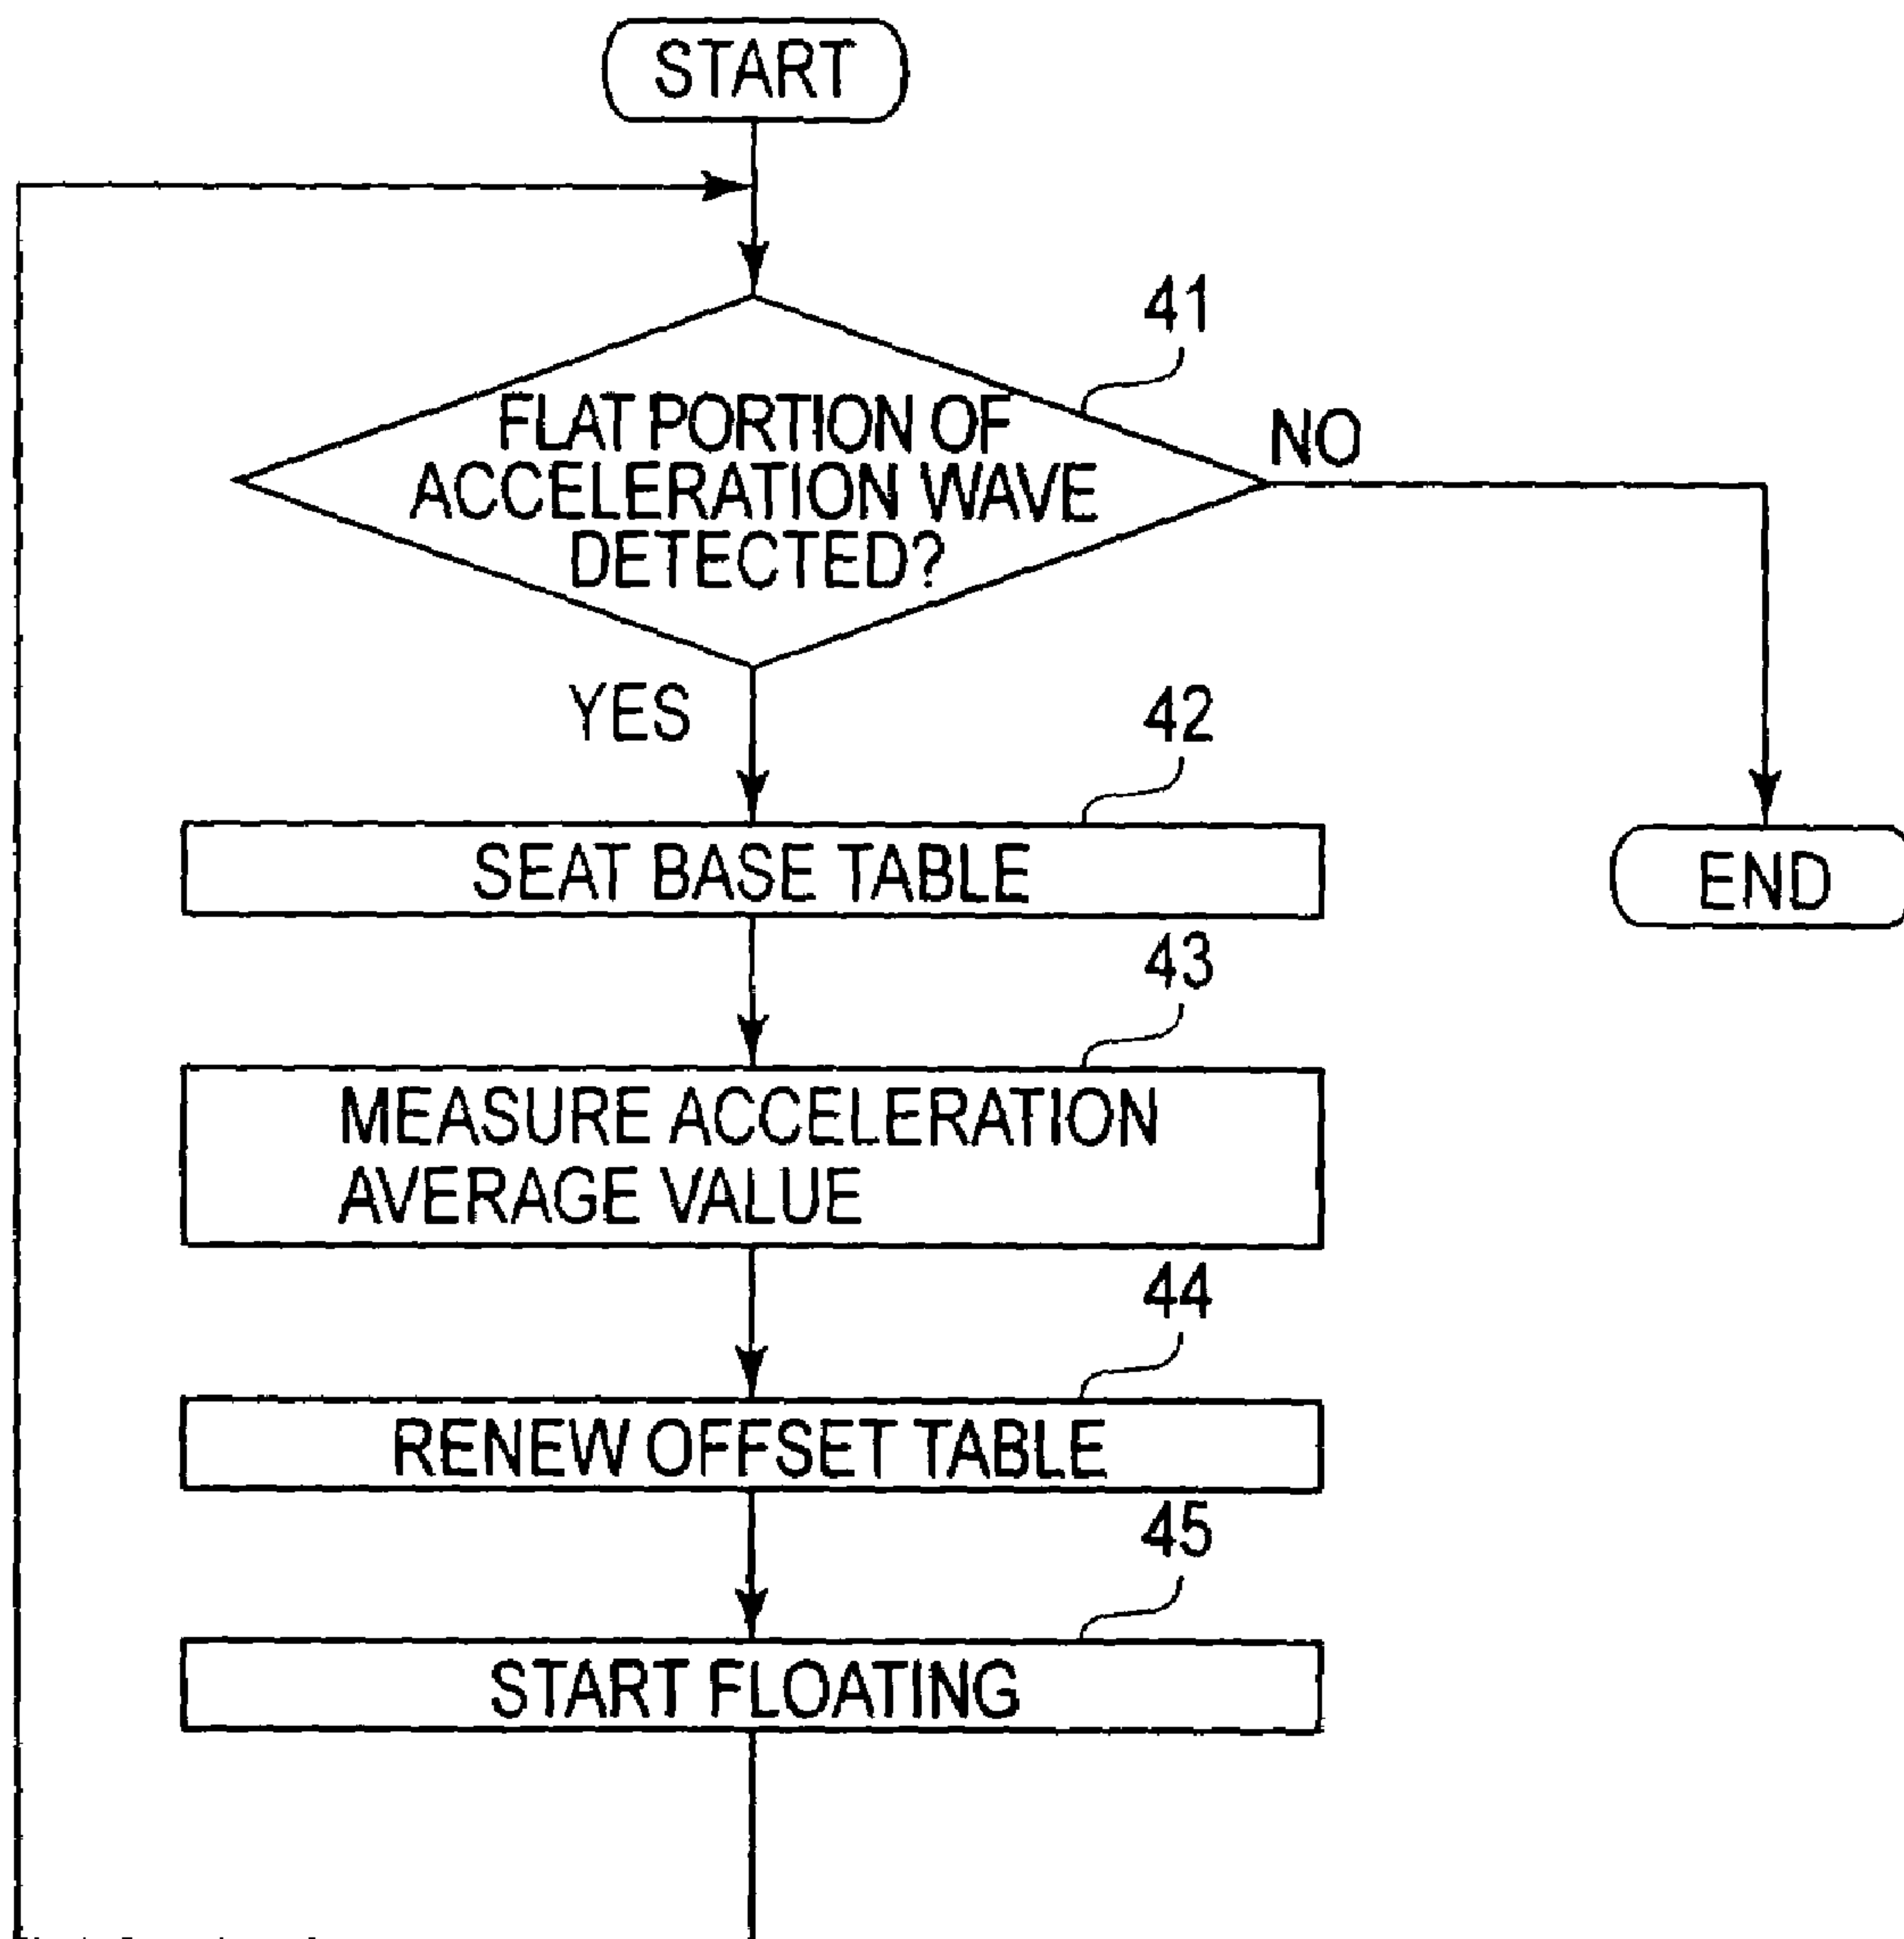 START
41
FLAT PORTION OF
ACCELERATION WAVE
DETECTED?
NO
YES
42
SEAT BASE TABLE
END
43
MEASURE ACCELERATION
AVERAGE VALUE
44
RENEW OFFSET TABLE
45
START FLOATING